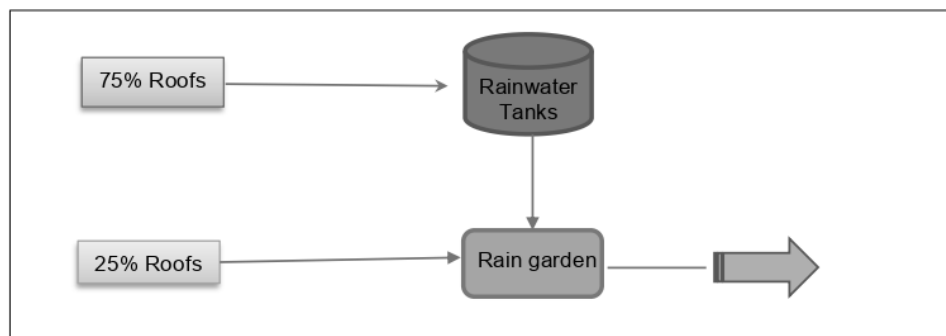 75% Roofs
Rainwater
Tanks
25% Roofs
Rain garden